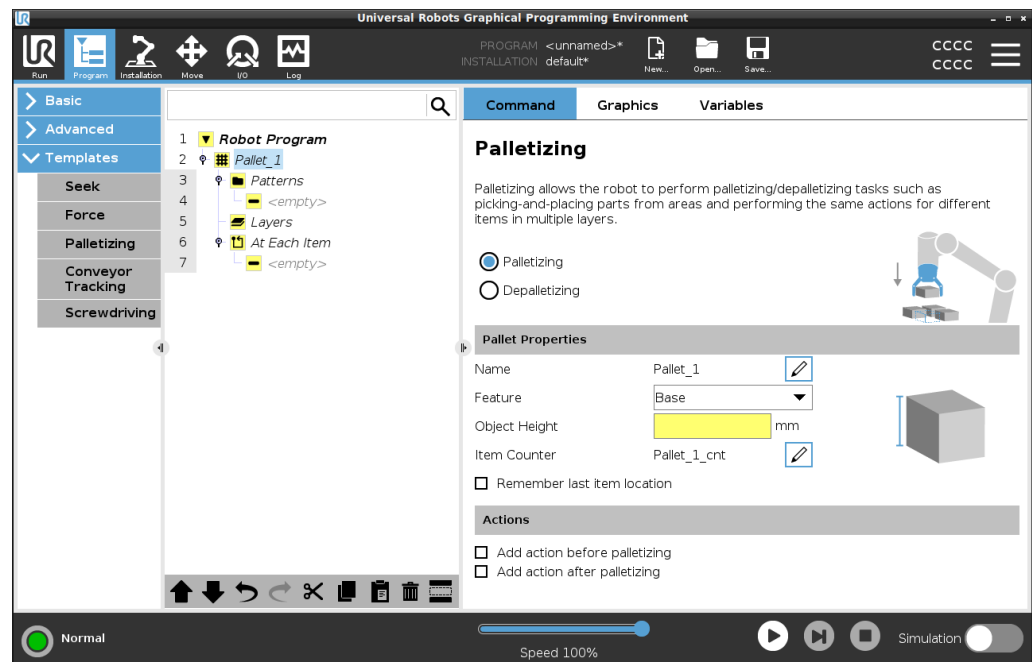 Universal Robots Graphical Programming Environment
Run
Program
Installation
Move
I/O
Log
PROGRAM <unnamed>*
INSTALLATION default*
New...
Open...
Save...
CCCC
CCCC
Basic
Advanced
Templates
Seek
Force
Palletizing
Conveyor
Tracking
Screwdriving
1 Robot Program
2 Pallet_1
3 Patterns
4 <empty>
5 Layers
6 At Each Item
7 <empty>
Command Graphics Variables
Palletizing
Palletizing allows the robot to perform palletizing/depalletizing tasks such as
picking-and-placing parts from areas and performing the same actions for different
items in multiple layers.
Palletizing
Depalletizing
Pallet Properties
Name Pallet_1
Feature Base
Object Height mm
Item Counter Pallet_1_cnt
Remember last item location
Actions
Add action before palletizing
Add action after palletizing
Normal
Speed 100%
Simulation